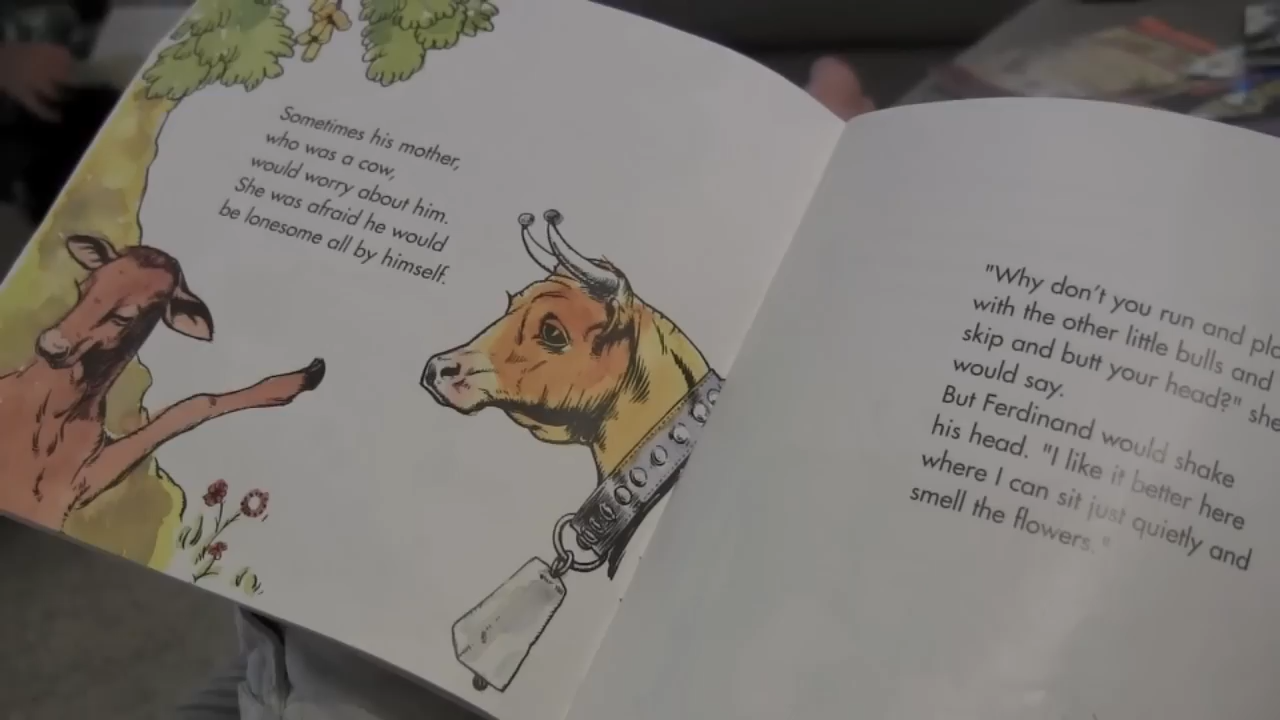 Sometimes his mother,
who was a cow,
would worry about him.
She was afraid he would
be lonesome all by himself.
"Why don't you run and
with the other little bulls and
skip and butt your head?" she
would say.
But Ferdinand would shake
his head. "I like it better here
where I can sit just quietly and
smell the flowers."